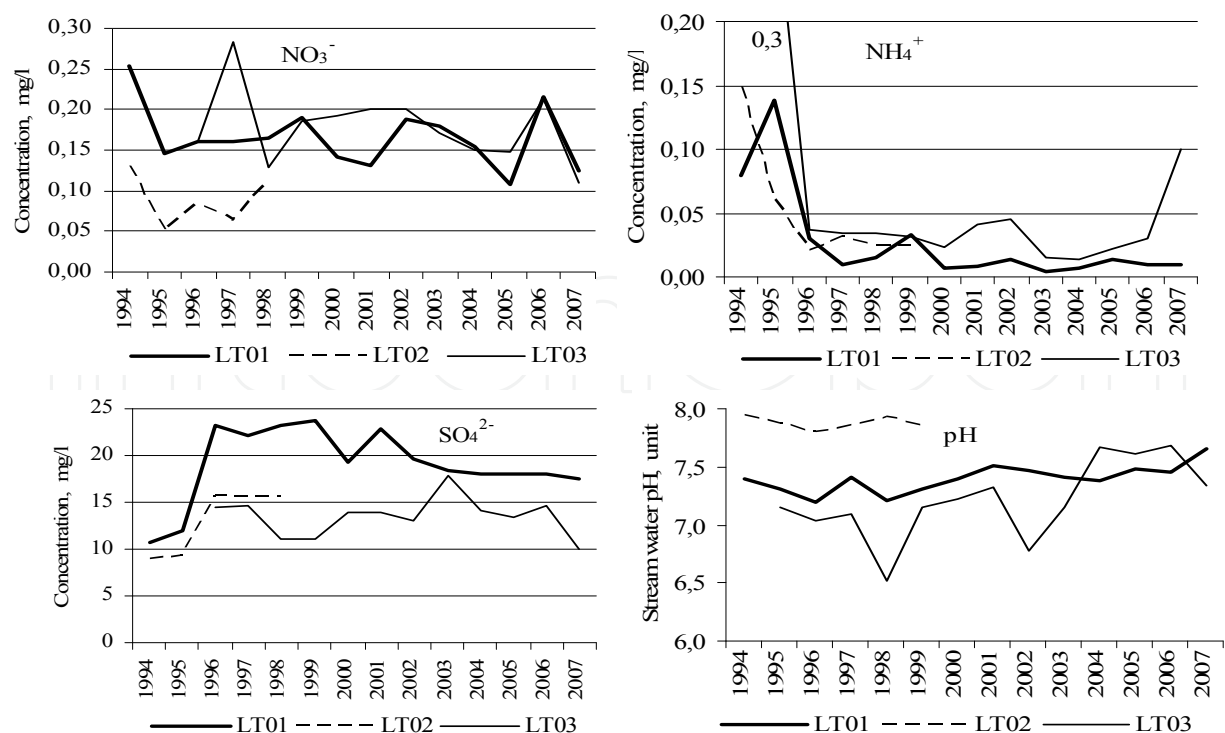 NO₃⁻
Concentration, mg/l
0,30
0,25
0,20
0,15
0,10
0,05
0,00
1994 1995 1996 1997 1998 1999 2000 2001 2002 2003 2004 2005 2006 2007
LT01 LT02 LT03
NH₄⁺
0,3
Concentration, mg/l
0,20
0,15
0,10
0,05
0,00
1994 1995 1996 1997 1998 1999 2000 2001 2002 2003 2004 2005 2006 2007
LT01 LT02 LT03
SO₄²⁻
Concentration, mg/l
25
20
15
10
5
0
1994 1995 1996 1997 1998 1999 2000 2001 2002 2003 2004 2005 2006 2007
LT01 LT02 LT03
pH
Stream water pH, unit
8,0
7,5
7,0
6,5
6,0
1994 1995 1996 1997 1998 1999 2000 2001 2002 2003 2004 2005 2006 2007
LT01 LT02 LT03